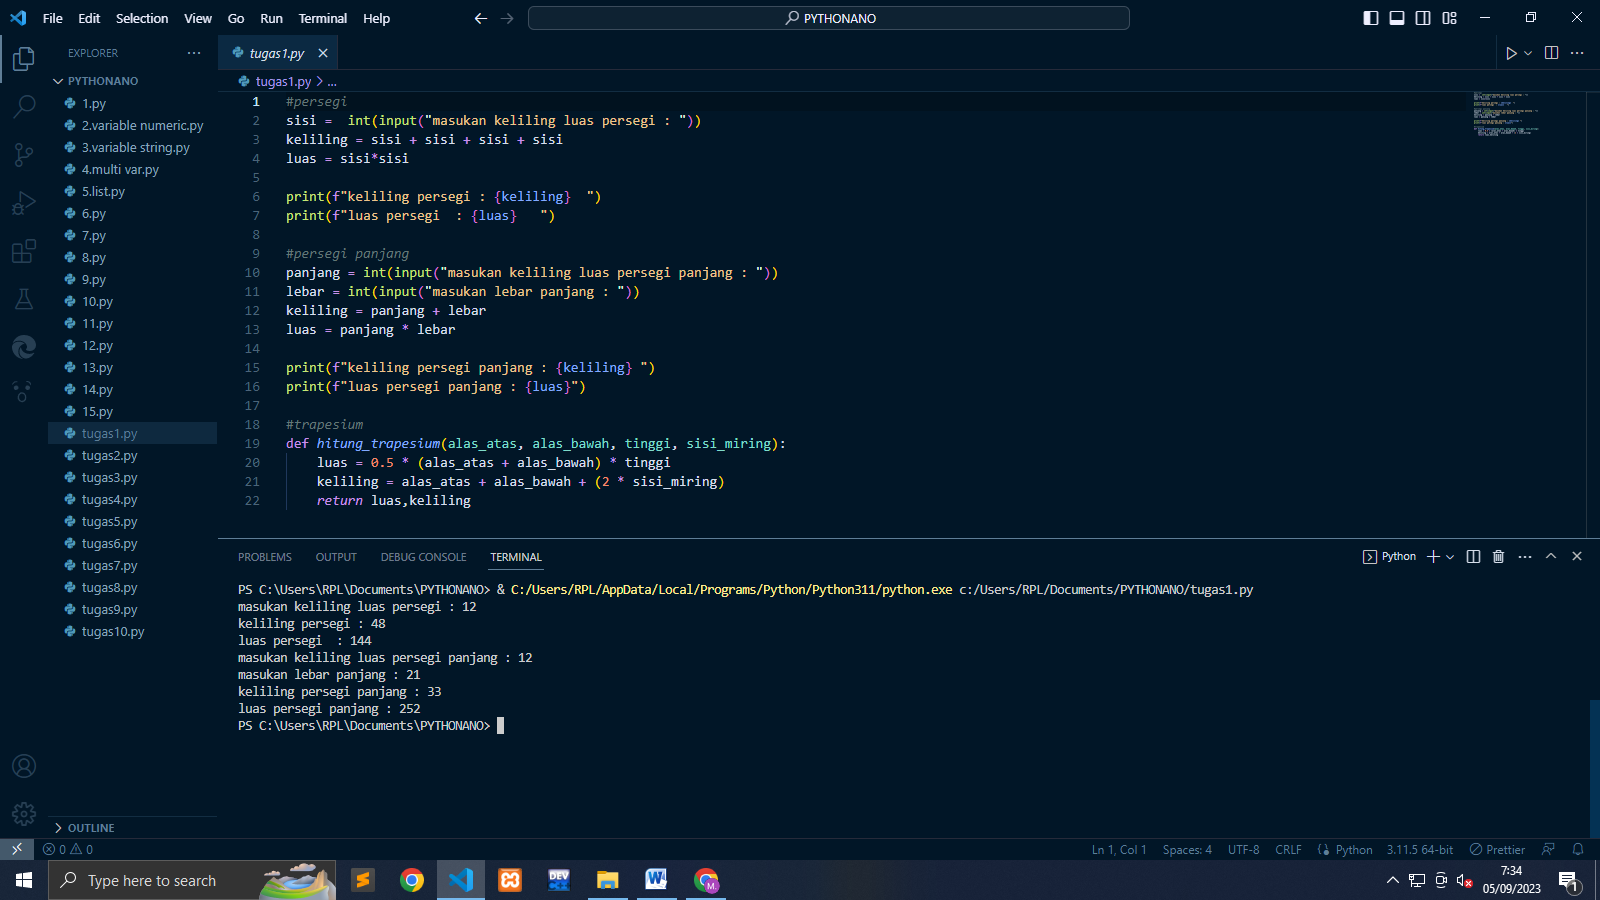 File Edit Selection View Go Run Terminal Help
PYTHONANO
EXPLORER
PYTHONANO
1.py
2.variable numeric.py
3.variable string.py
4.multi var.py
5.list.py
6.py
7.py
8.py
9.py
10.py
11.py
12.py
13.py
14.py
15.py
tugas1.py
tugas2.py
tugas3.py
tugas4.py
tugas5.py
tugas6.py
tugas7.py
tugas8.py
tugas9.py
tugas10.py
OUTLINE
tugas1.py
tugas1.py > ...
1 #persegi
2 sisi =  int(input("masukan keliling luas persegi : "))
3 keliling = sisi + sisi + sisi + sisi
4 luas = sisi*sisi
5
6 print(f"keliling persegi : {keliling}  ")
7 print(f"luas persegi  : {luas}   ")
8
9 #persegi panjang
10 panjang = int(input("masukan keliling luas persegi panjang : "))
11 lebar = int(input("masukan lebar panjang : "))
12 keliling = panjang + lebar
13 luas = panjang * lebar
14
15 print(f"keliling persegi panjang : {keliling} ")
16 print(f"luas persegi panjang : {luas}")
17
18 #trapesium
19 def hitung_trapesium(alas_atas, alas_bawah, tinggi, sisi_miring):
20     luas = 0.5 * (alas_atas + alas_bawah) * tinggi
21     keliling = alas_atas + alas_bawah + (2 * sisi_miring)
22     return luas,keliling
PROBLEMS OUTPUT DEBUG CONSOLE TERMINAL
Python
PS C:\Users\RPL\Documents\PYTHONANO> & C:/Users/RPL/AppData/Local/Programs/Python/Python311/python.exe c:/Users/RPL/Documents/PYTHONANO/tugas1.py
masukan keliling luas persegi : 12
keliling persegi : 48
luas persegi  : 144
masukan keliling luas persegi panjang : 12
masukan lebar panjang : 21
keliling persegi panjang : 33
luas persegi panjang : 252
PS C:\Users\RPL\Documents\PYTHONANO>
0 0
Ln 1, Col 1 Spaces: 4 UTF-8 CRLF Python 3.11.5 64-bit Prettier
Type here to search
DEV
M.
7:34
05/09/2023
1